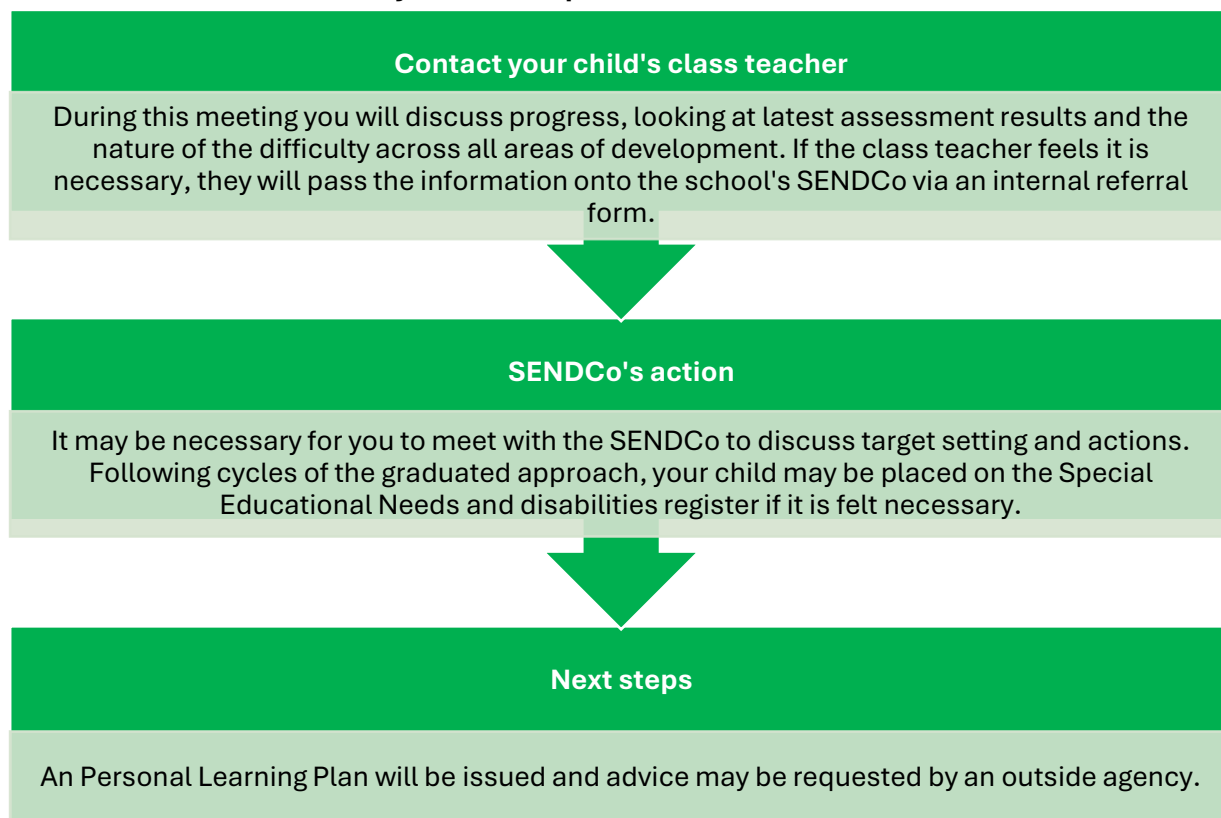 Contact your child's class teacher
During this meeting you will discuss progress, looking at latest assessment results and the
nature of the difficulty across all areas of development. If the class teacher feels it is
necessary, they will pass the information onto the school's SENDCo via an internal referral
form.
SENDCo's action
It may be necessary for you to meet with the SENDCo to discuss target setting and actions.
Following cycles of the graduated approach, your child may be placed on the Special
Educational Needs and disabilities register if it is felt necessary.
Next steps
An Personal Learning Plan will be issued and advice may be requested by an outside agency.